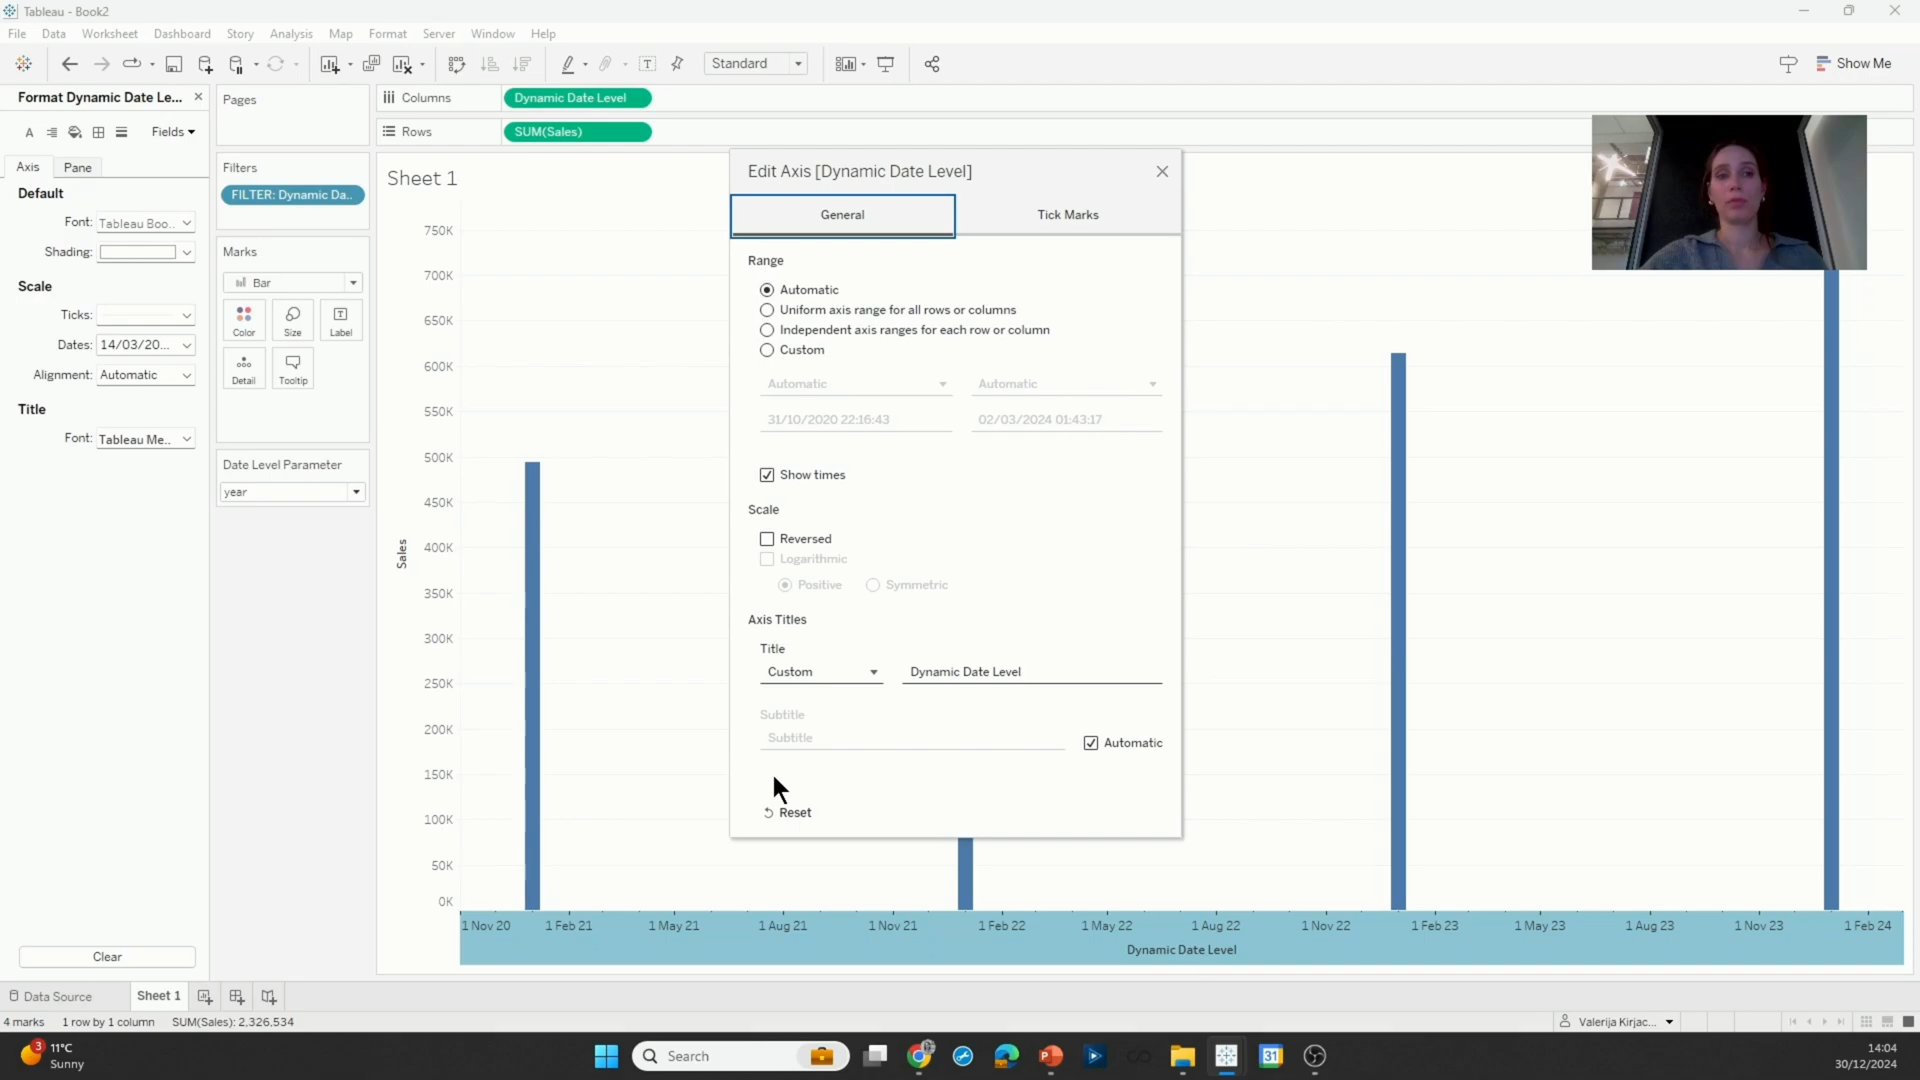 Tableau - Book2
File Data Worksheet Dashboard Story Analysis Map Format Server Window Help
Standard
Show Me
Format Dynamic Date Le...
Fields
Axis Pane
Default
Font: Tableau Boo..
Shading:
Scale
Ticks:
Dates: 14/03/20...
Alignment: Automatic
Title
Font: Tableau Me..
Clear
Pages
Filters
FILTER: Dynamic Da..
Marks
Bar
Color Size Label
Detail Tooltip
Date Level Parameter
year
Columns Dynamic Date Level
Rows SUM(Sales)
Sheet 1
750K
700K
650K
600K
550K
500K
450K
400K
350K
300K
250K
200K
150K
100K
50K
0K
Sales
Edit Axis [Dynamic Date Level]
General Tick Marks
Range
Automatic
Uniform axis range for all rows or columns
Independent axis ranges for each row or column
Custom
Automatic Automatic
31/10/2020 22:16:43 02/03/2024 01:43:17
Show times
Scale
Reversed
Logarithmic
Positive Symmetric
Axis Titles
Title
Custom Dynamic Date Level
Subtitle
Subtitle Automatic
Reset
1 Nov 20 1 Feb 21 1 May 21 1 Aug 21 1 Nov 21 1 Feb 22 1 May 22 1 Aug 22 1 Nov 22 1 Feb 23 1 May 23 1 Aug 23 1 Nov 23 1 Feb 24
Dynamic Date Level
Data Source Sheet 1
4 marks 1 row by 1 column SUM(Sales): 2,326,534
Valerija Kirjac...
3 11°C
Sunny
Search
31
14:04
30/12/2024